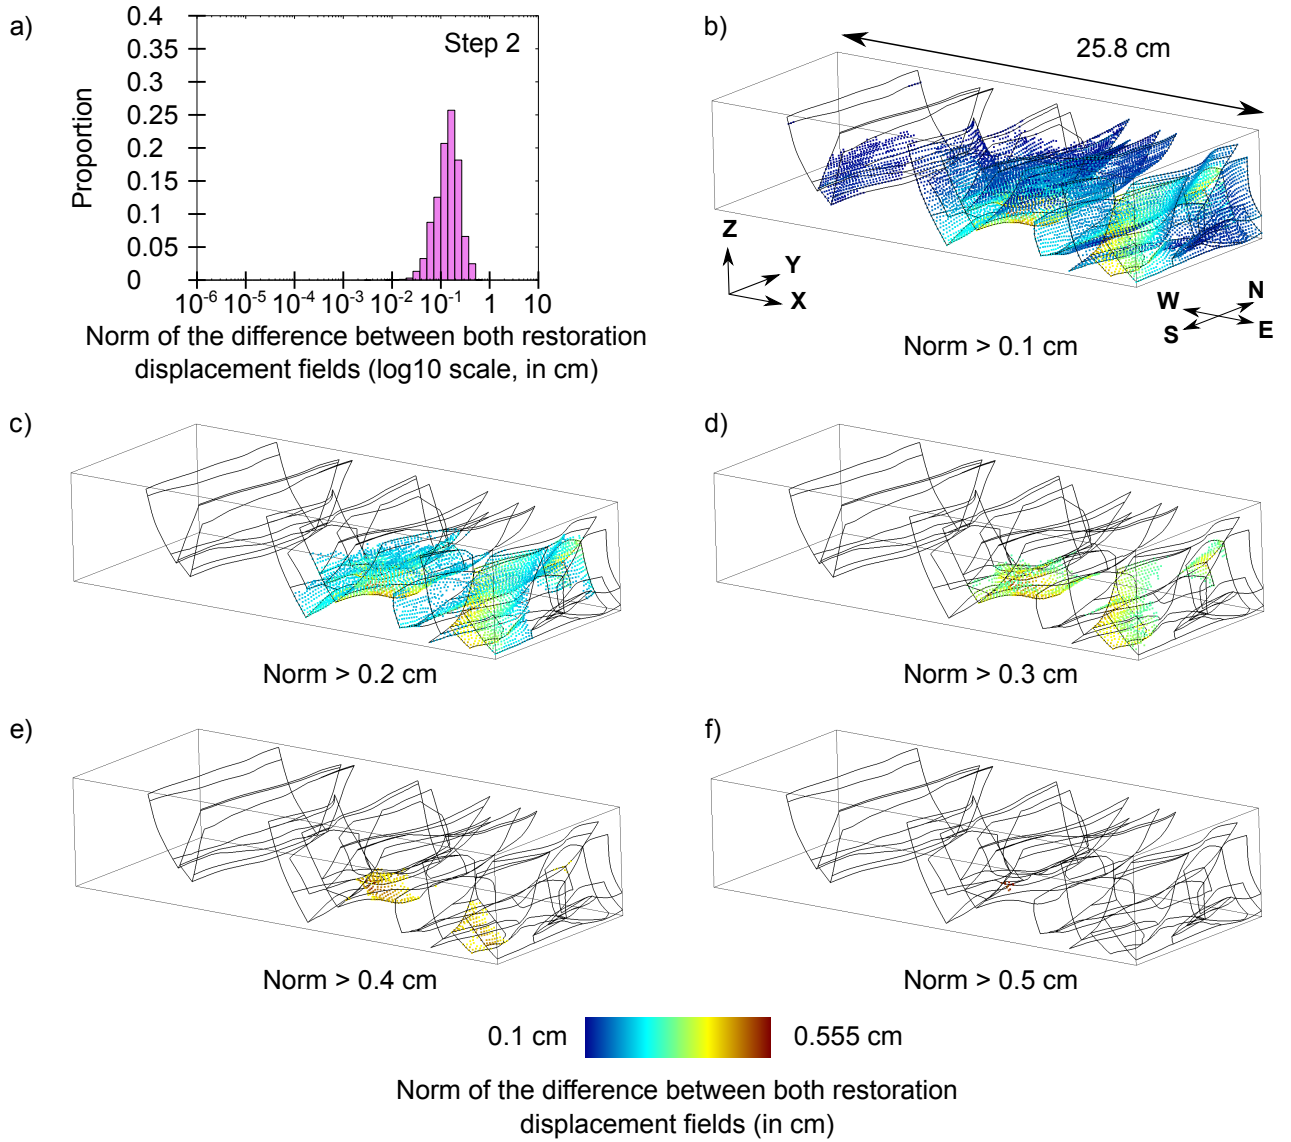 a)
0.4
0.35
0.3
0.25
0.2
0.15
0.1
0.05
0
Proportion
Step 2
10-6 10-5 10-4 10-3 10-2 10-1 1 10
Norm of the difference between both restoration
displacement fields (log10 scale, in cm)
b)
25.8 cm
Z
Y
X
W
N
S
E
Norm > 0.1 cm
c)
Norm > 0.2 cm
d)
Norm > 0.3 cm
e)
Norm > 0.4 cm
f)
Norm > 0.5 cm
0.1 cm
0.555 cm
Norm of the difference between both restoration
displacement fields (in cm)